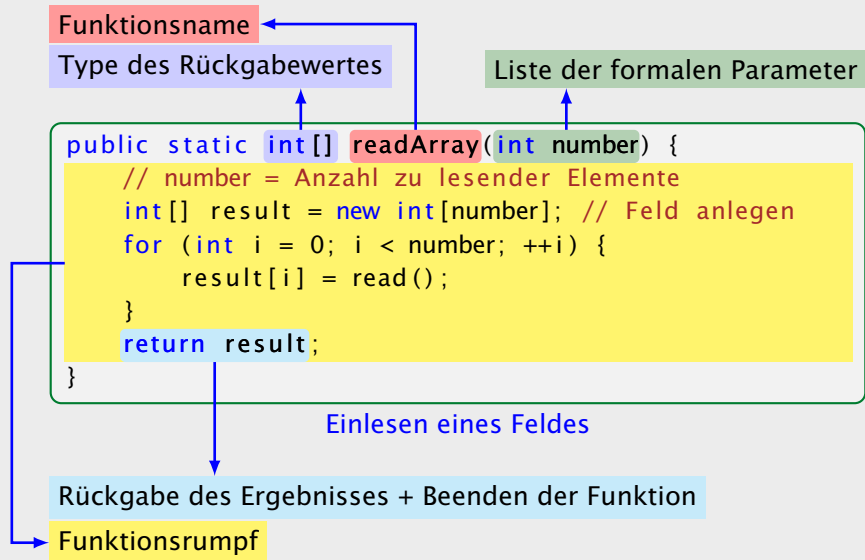 Funktionsname
Type des Rückgabewertes
Liste der formalen Parameter
public static int[] readArray(int number) {
// number = Anzahl zu lesender Elemente
int[] result = new int[number]; // Feld anlegen
for (int i = 0; i < number; ++i) {
result[i] = read();
}
return result;
}
Einlesen eines Feldes
Rückgabe des Ergebnisses + Beenden der Funktion
Funktionsrumpf